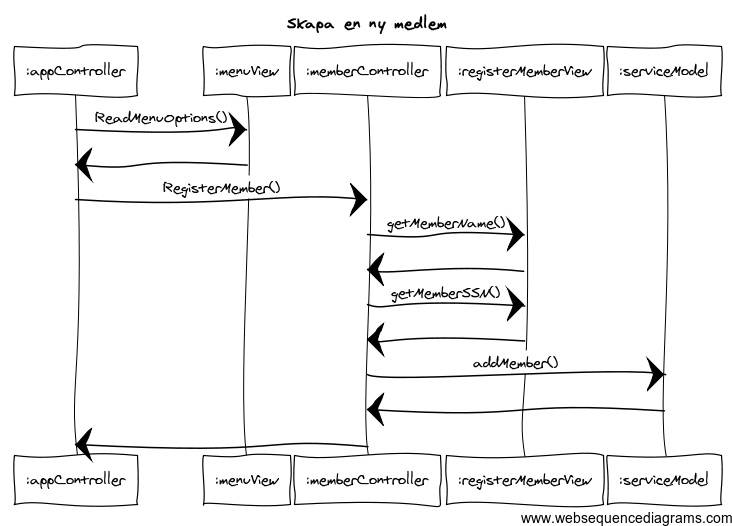 Skapa en ny medlem
:appController :menuView :memberController :registerMemberView :serviceModel
ReadMenuOptions()
RegisterMember()
getMemberName()
getMemberSSN()
addMember()
:appController :menuView :memberController :registerMemberView :serviceModel
www.websequencediagrams.com